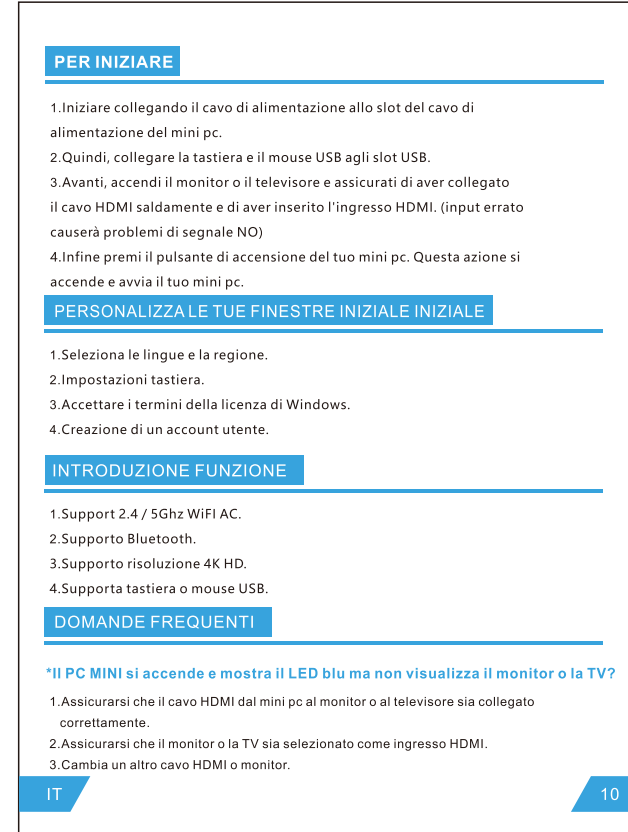 PER INIZIARE
1.Iniziare collegando il cavo di alimentazione allo slot del cavo di
alimentazione del mini pc.
2.Quindi, collegare la tastiera e il mouse USB agli slot USB.
3.Avanti, accendi il monitor o il televisore e assicurati di aver collegato
il cavo HDMI saldamente e di aver inserito l'ingresso HDMI. (input errato
causerà problemi di segnale NO)
4.Infine premi il pulsante di accensione del tuo mini pc. Questa azione si
accende e avvia il tuo mini pc.
PERSONALIZZA LE TUE FINESTRE INIZIALE INIZIALE
1.Seleziona le lingue e la regione.
2.Impostazioni tastiera.
3.Accettare i termini della licenza di Windows.
4.Creazione di un account utente.
INTRODUZIONE FUNZIONE
1.Support 2.4 / 5Ghz WiFI AC.
2.Supporto Bluetooth.
3.Supporto risoluzione 4K HD.
4.Supporta tastiera o mouse USB.
DOMANDE FREQUENTI
*Il PC MINI si accende e mostra il LED blu ma non visualizza il monitor o la TV?
1.Assicurarsi che il cavo HDMI dal mini pc al monitor o al televisore sia collegato
correttamente.
2.Assicurarsi che il monitor o la TV sia selezionato come ingresso HDMI.
3.Cambia un altro cavo HDMI o monitor.
IT
10